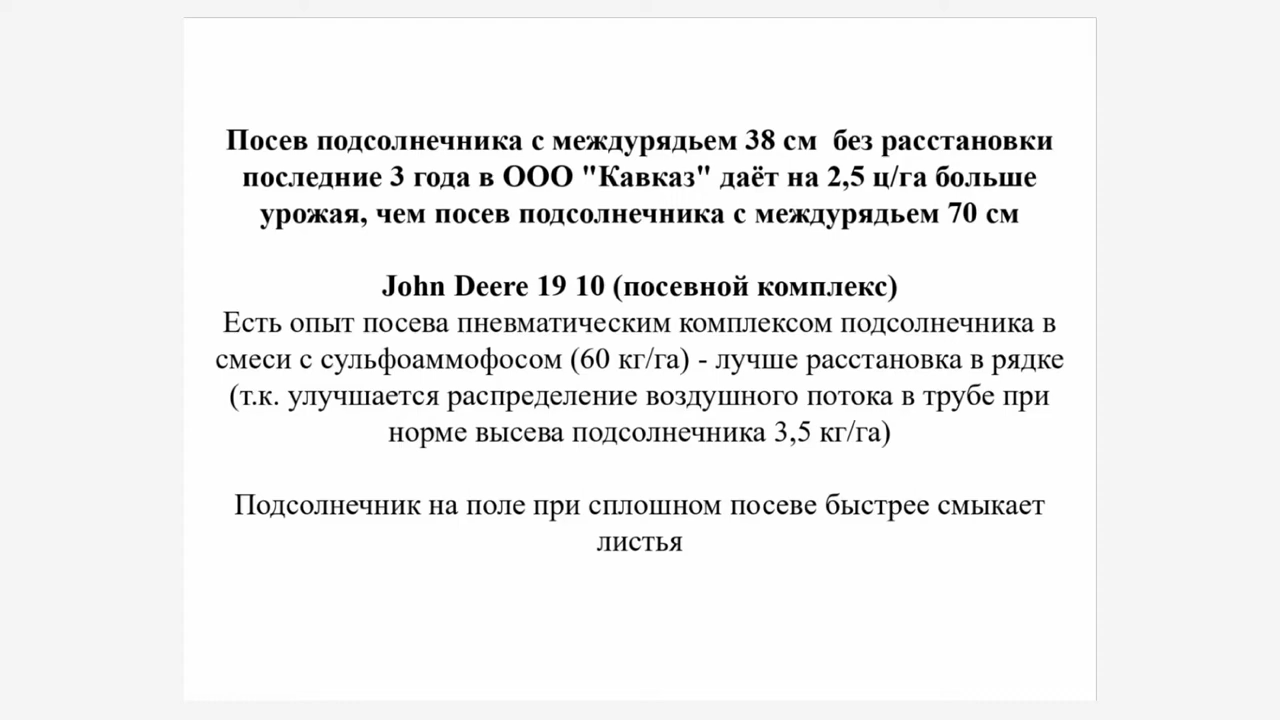 Посев подсолнечника с междурядьем 38 см  без расстановки
последние 3 года в ООО "Кавказ" даёт на 2,5 ц/га больше
урожая, чем посев подсолнечника с междурядьем 70 см
John Deere 19 10 (посевной комплекс)
Есть опыт посева пневматическим комплексом подсолнечника в
смеси с сульфоаммофосом (60 кг/га) - лучше расстановка в рядке
(т.к. улучшается распределение воздушного потока в трубе при
норме высева подсолнечника 3,5 кг/га)
Подсолнечник на поле при сплошном посеве быстрее смыкает
листья